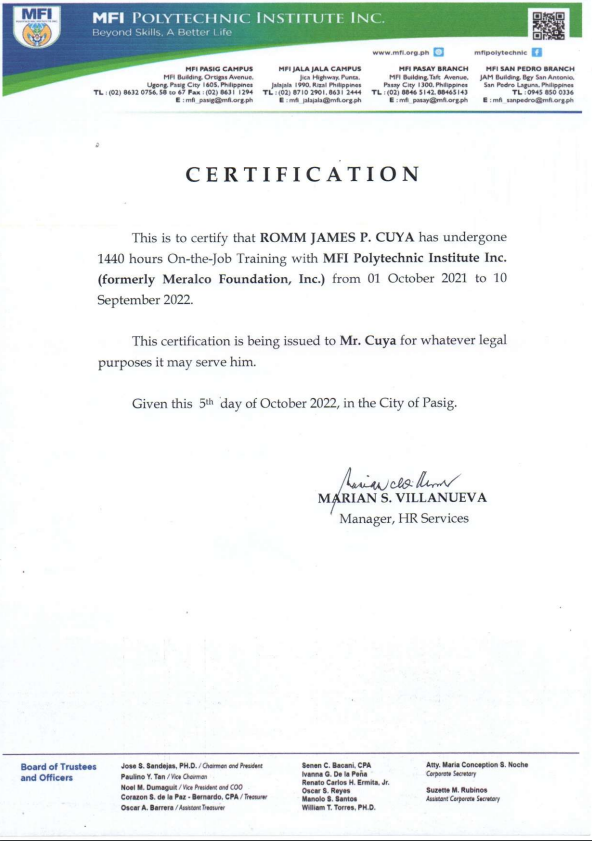 MFI
MFI POLYTECHNIC INSTITUTE INC.
Beyond Skills, A Better Life
www.mfi.org.ph
mfipolytechnic
MFI PASIG CAMPUS
MFI Building, Ortigas Avenue,
Ugong, Pasig City 1605, Philippines
TL : (02) 8632 0756, 58 to 67 Fax : (02) 8631 1294
E : mfi_pasig@mfi.org.ph
MFI JALA JALA CAMPUS
Jica Highway, Punta,
Jalajala 1990, Rizal Philippines
TL : (02) 8710 2901, 8631 2444
E : mfi_jalajala@mfi.org.ph
MFI PASAY BRANCH
MFI Building, Taft Avenue,
Pasay City 1300, Philippines
TL : (02) 8846 5142, 88465143
E : mfi_pasay@mfi.org.ph
MFI SAN PEDRO BRANCH
JAM Building, Bgy San Antonio,
San Pedro Laguna, Philippines
TL : 0945 850 0336
E : mfi_sanpedro@mfi.org.ph
CERTIFICATION
This is to certify that ROMM JAMES P. CUYA has undergone
1440 hours On-the-Job Training with MFI Polytechnic Institute Inc.
(formerly Meralco Foundation, Inc.) from 01 October 2021 to 10
September 2022.
This certification is being issued to Mr. Cuya for whatever legal
purposes it may serve him.
Given this 5th day of October 2022, in the City of Pasig.
MARIAN S. VILLANUEVA
Manager, HR Services
Board of Trustees
and Officers
Jose S. Sandejas, PH.D. / Chairman and President
Paulino Y. Tan / Vice Chairman
Noel M. Dumaguit / Vice President and COO
Corazon S. de la Paz - Bernardo, CPA / Treasurer
Oscar A. Barrera / Assistant Treasurer
Senen C. Bacani, CPA
Ivanna G. De la Peña
Renato Carlos H. Ermita, Jr.
Oscar S. Reyes
Manolo S. Santos
William T. Torres, PH.D.
Atty. Maria Conception S. Noche
Corporate Secretary
Suzette M. Rubinos
Assistant Corporate Secretary